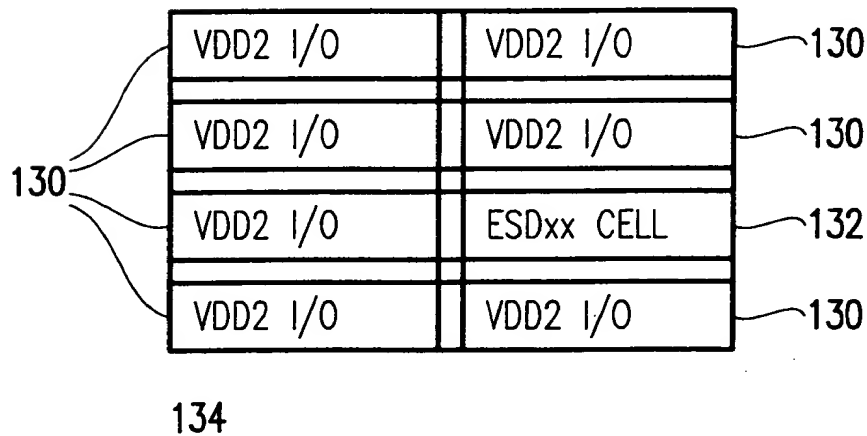 VDD2 I/O VDD2 I/O 130
VDD2 I/O VDD2 I/O 130
130
VDD2 I/O ESDxx CELL 132
VDD2 I/O VDD2 I/O 130
134